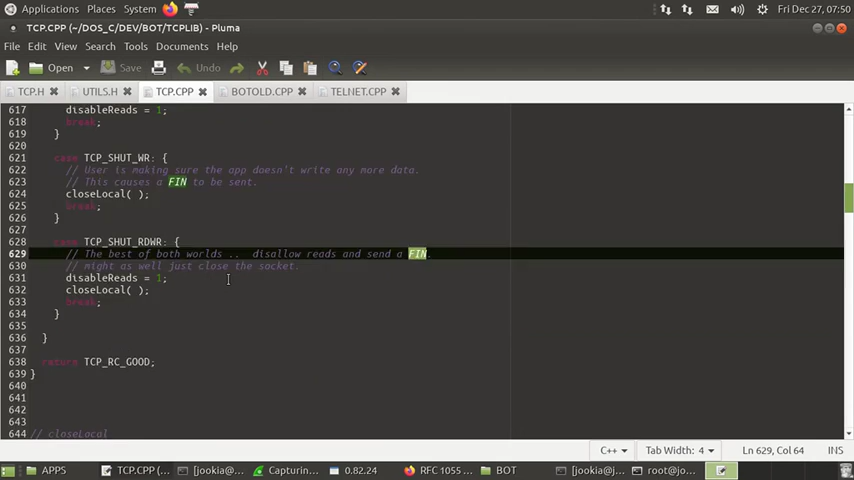 Applications Places System Fri Dec 27, 07:50
TCP.CPP (~/DOS_C/DEV/BOT/TCPLIB) - Pluma
File Edit View Search Tools Documents Help
Open Save Undo
TCP.H UTILS.H TCP.CPP BOTOLD.CPP TELNET.CPP
617 disableReads = 1;
618 break;
619 }
620
621 case TCP_SHUT_WR: {
622 // User is making sure the app doesn't write any more data.
623 // This causes a FIN to be sent.
624 closeLocal( );
625 break;
626 }
627
628 case TCP_SHUT_RDWR: {
629 // The best of both worlds .. disallow reads and send a FIN.
630 // might as well just close the socket.
631 disableReads = 1;
632 closeLocal( );
633 break;
634 }
635
636 }
637
638 return TCP_RC_GOOD;
639 }
640
641
642
643
644 // closeLocal
C++ Tab Width: 4 Ln 629, Col 64 INS
APPS TCP.CPP (... [jookia@... Capturin... 0.82.24 RFC 1055 ... BOT [jookia@... root@jo...